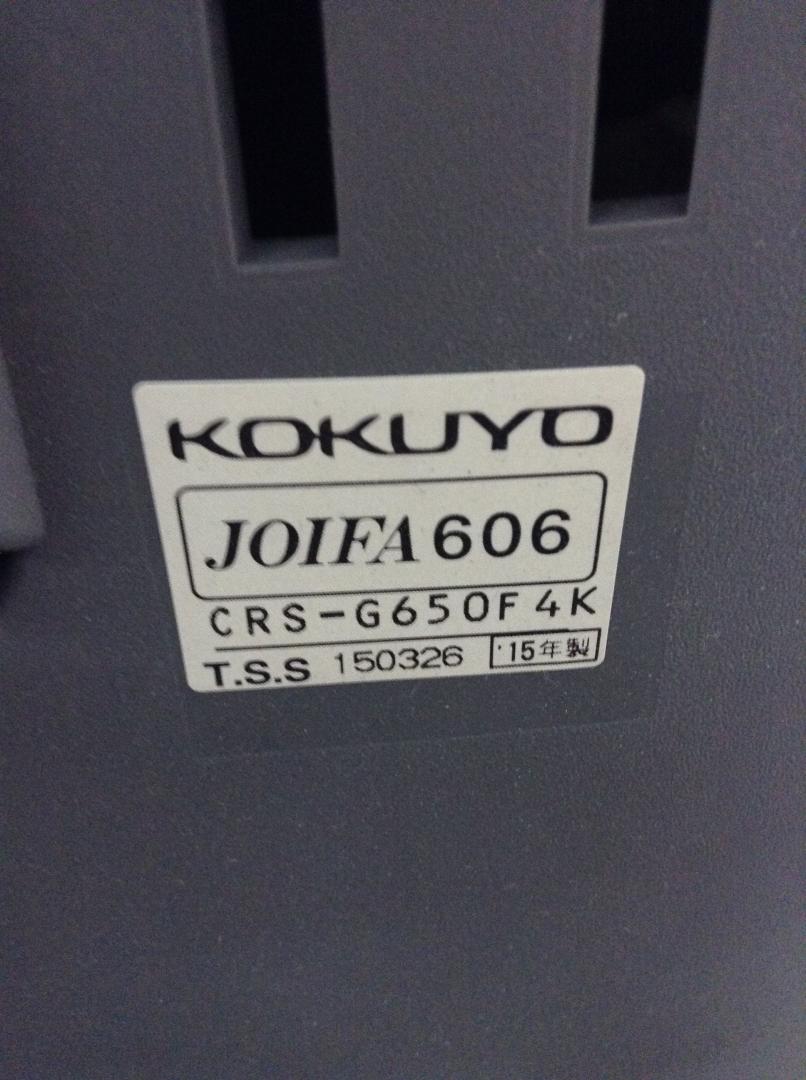 KOKUYO
JOIFA 606
CRS-G650F4K
T.S.S 150326 '15年製